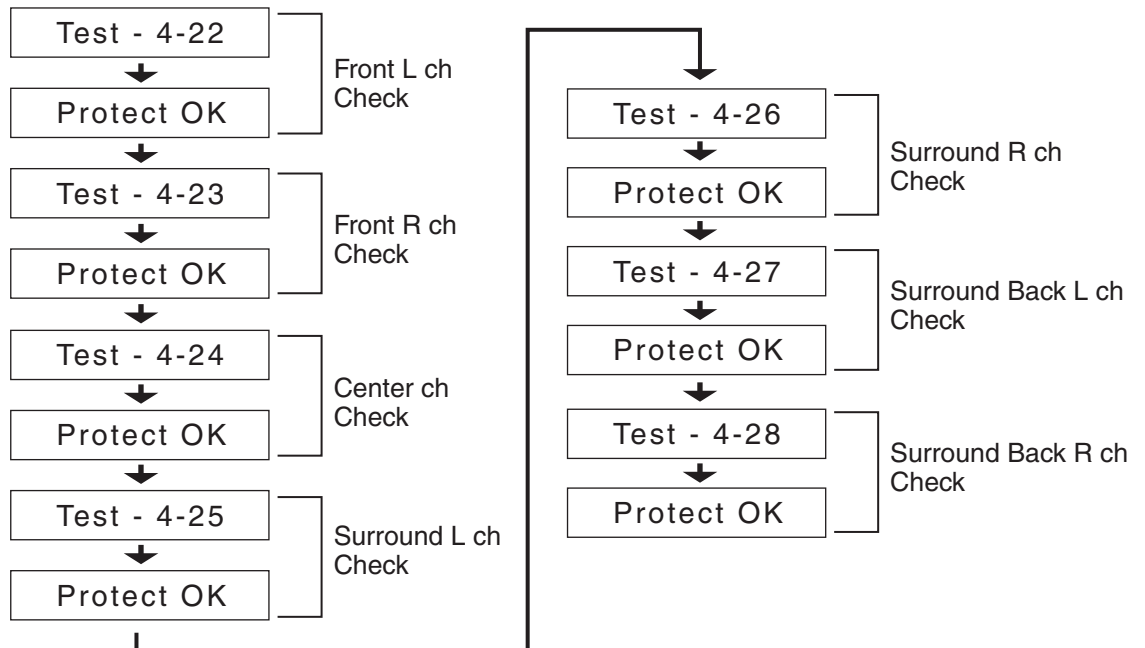 Test - 4-22
Protect OK
Front L ch
Check
Test - 4-23
Protect OK
Front R ch
Check
Test - 4-24
Protect OK
Center ch
Check
Test - 4-25
Protect OK
Surround L ch
Check
Test - 4-26
Protect OK
Surround R ch
Check
Test - 4-27
Protect OK
Surround Back L ch
Check
Test - 4-28
Protect OK
Surround Back R ch
Check